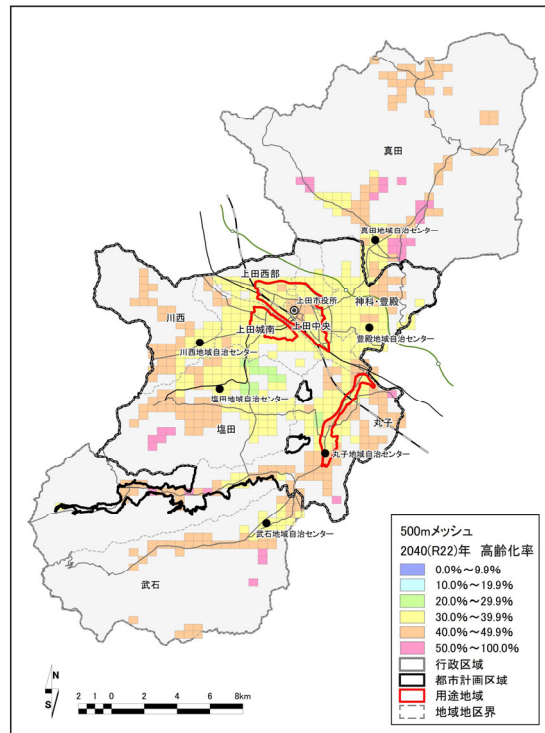 真田
真田地域自治センター
上田西部
上田市役所
神科・豊殿
川西
上田城南
上田中央
豊殿地域自治センター
川西地域自治センター
塩田地域自治センター
塩田
丸子
丸子地域自治センター
武石地域自治センター
武石
500mメッシュ
2040(R22)年 高齢化率
0.0%~9.9%
10.0%~19.9%
20.0%~29.9%
30.0%~39.9%
40.0%~49.9%
50.0%~100.0%
行政区域
都市計画区域
用途地域
地域地区界
N
S
2 1 0 2 4 6 8km